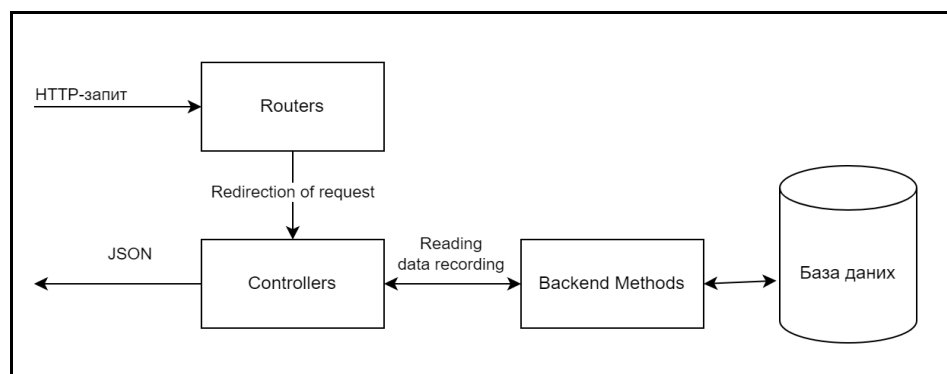 HTTP-запит
Routers
Redirection of request
JSON
Controllers
Reading
data recording
Backend Methods
База даних